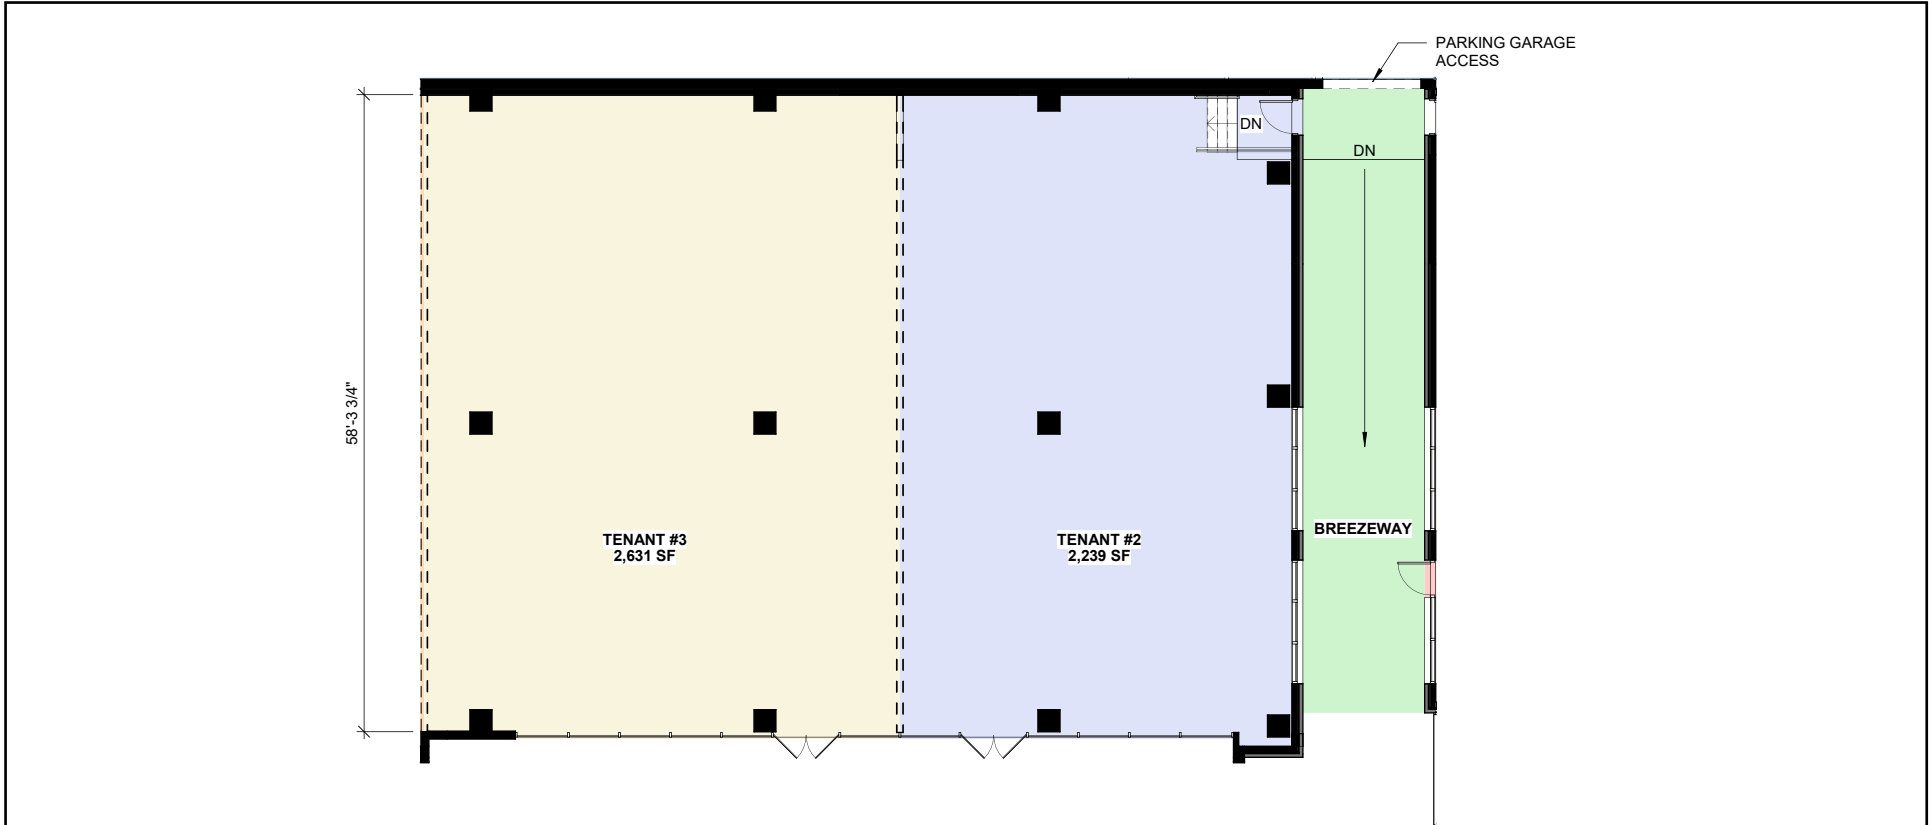 PARKING GARAGE
ACCESS
DN
DN
58'-3 3/4"
BREEZEWAY
TENANT #3
2,631 SF
TENANT #2
2,239 SF